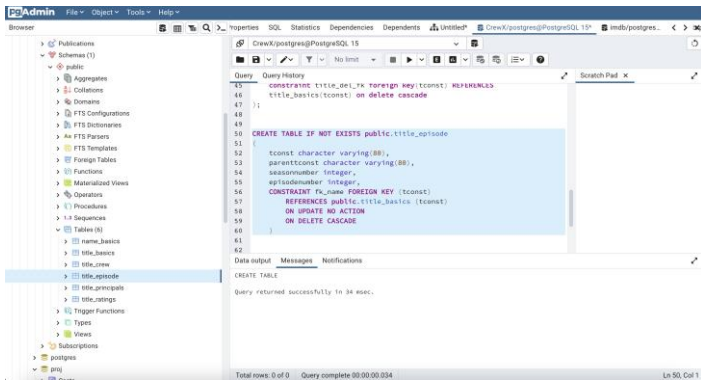 pgAdmin File Object Tools Help
Browser
Properties SQL Statistics Dependencies Dependents Untitled* CrewX/postgres@PostgreSQL 15* imdb/postgres...
Publications
Schemas (1)
public
Aggregates
Collations
Domains
FTS Configurations
FTS Dictionaries
Aa FTS Parsers
FTS Templates
Foreign Tables
Functions
Materialized Views
Operators
Procedures
1..3 Sequences
Tables (6)
name_basics
title_basics
title_crew
title_episode
title_principals
title_ratings
Trigger Functions
Types
Views
Subscriptions
postgres
proj
CrewX/postgres@PostgreSQL 15
No limit
Query Query History
Scratch Pad
45 constraint title_del_fk foreign key(tconst) REFERENCES
46 title_basics(tconst) on delete cascade
47 );
48
49
50 CREATE TABLE IF NOT EXISTS public.title_episode
51 (
52 tconst character varying(80),
53 parenttconst character varying(80),
54 seasonnumber integer,
55 episodenumber integer,
56 CONSTRAINT fk_name FOREIGN KEY (tconst)
57 REFERENCES public.title_basics (tconst)
58 ON UPDATE NO ACTION
59 ON DELETE CASCADE
60 )
61
62
Data output Messages Notifications
CREATE TABLE
Query returned successfully in 34 msec.
Total rows: 0 of 0 Query complete 00:00:00.034 Ln 50, Col 1